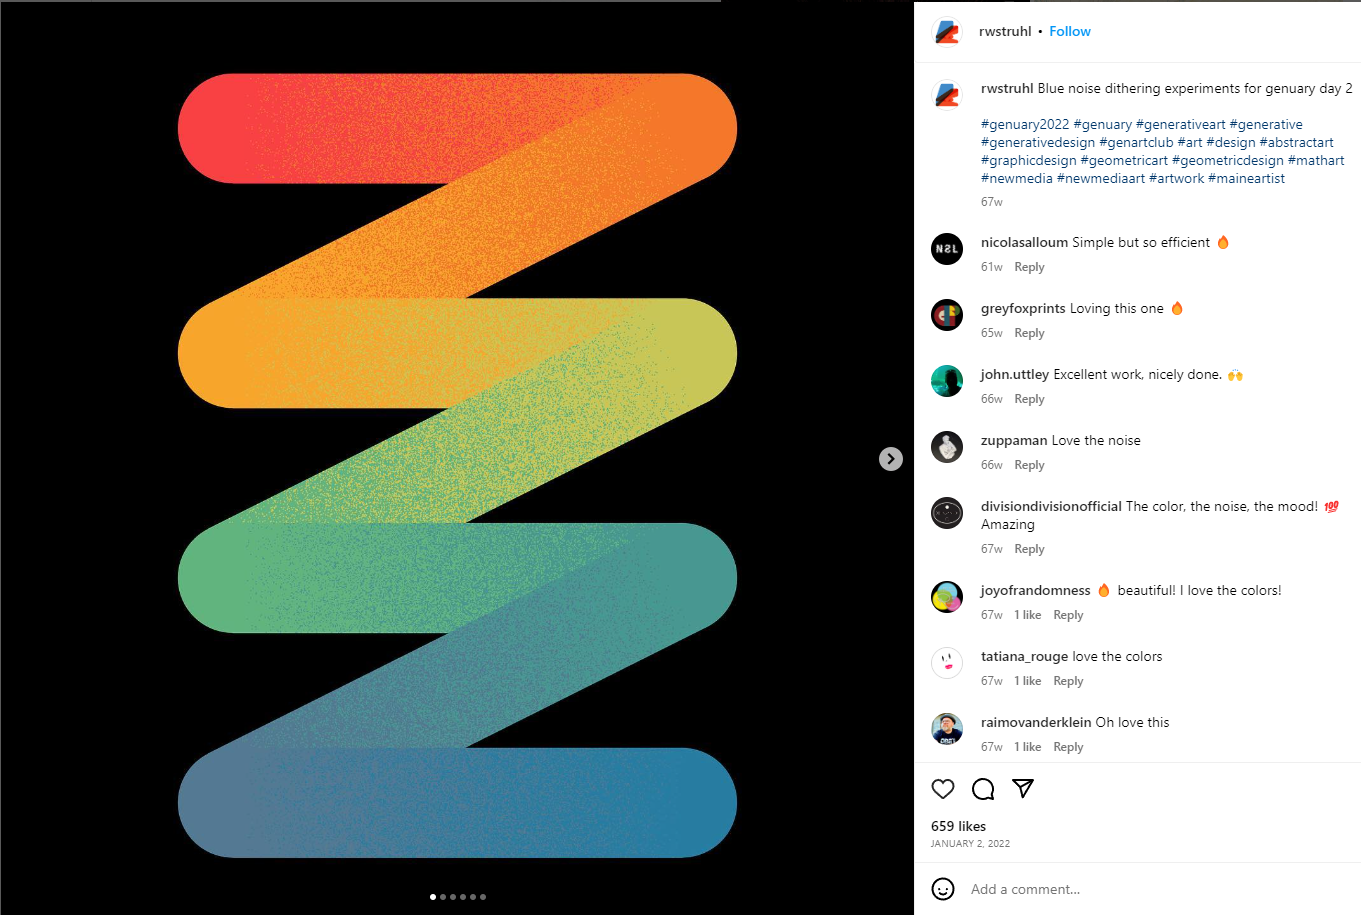 rwstruhl • Follow
rwstruhl Blue noise dithering experiments for genuary day 2
#genuary2022 #genuary #generativeart #generative
#generativedesign #genartclub #art #design #abstractart
#graphicdesign #geometricart #geometricdesign #mathart
#newmedia #newmediaart #artwork #maineartist
67w
NSL
nicolasalloum Simple but so efficient 🔥
61w Reply
greyfoxprints Loving this one 🔥
65w Reply
john.uttley Excellent work, nicely done. 🙌
66w Reply
zuppaman Love the noise
66w Reply
divisiondivisionofficial The color, the noise, the mood! 💯
Amazing
67w Reply
joyofrandomness 🔥 beautiful! I love the colors!
67w 1 like Reply
tatiana_rouge love the colors
67w 1 like Reply
raimovanderklein Oh love this
67w 1 like Reply
659 likes
JANUARY 2, 2022
Add a comment...